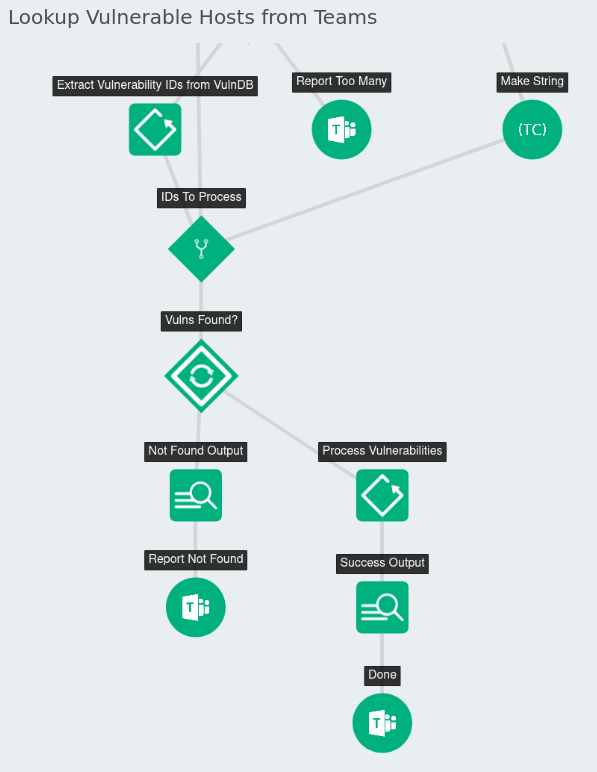 Lookup Vulnerable Hosts from Teams
Extract Vulnerability IDs from VulnDB
Report Too Many
Make String
T
(TC)
IDs To Process
Vulns Found?
Not Found Output
Process Vulnerabilities
Report Not Found
Success Output
T
Done
T